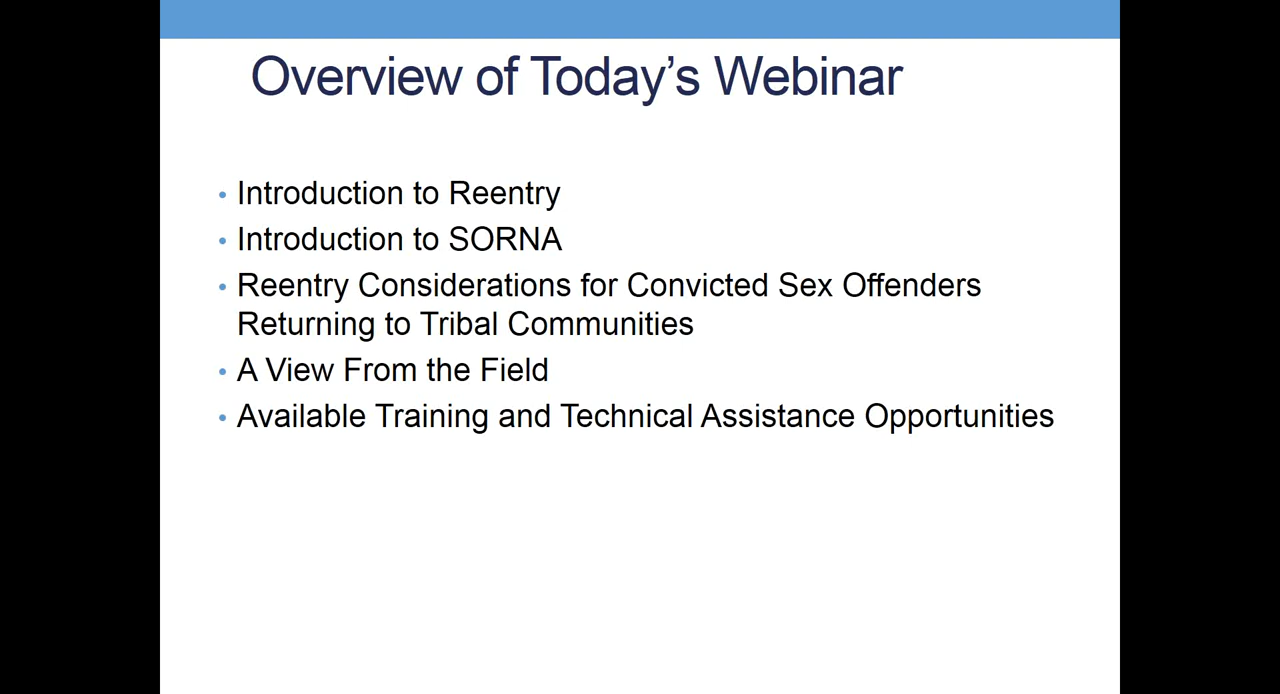 Overview of Today’s Webinar
• Introduction to Reentry
• Introduction to SORNA
• Reentry Considerations for Convicted Sex Offenders
Returning to Tribal Communities
• A View From the Field
• Available Training and Technical Assistance Opportunities